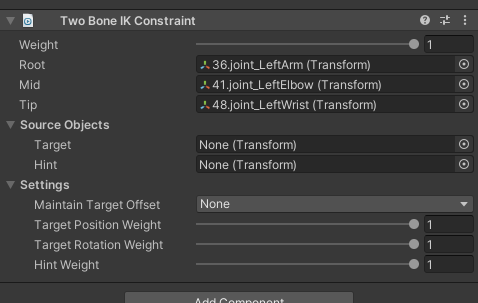 Two Bone IK Constraint
Weight 1
Root 36.joint_LeftArm (Transform)
Mid 41.joint_LeftElbow (Transform)
Tip 48.joint_LeftWrist (Transform)
Source Objects
Target None (Transform)
Hint None (Transform)
Settings
Maintain Target Offset None
Target Position Weight 1
Target Rotation Weight 1
Hint Weight 1
Add Component